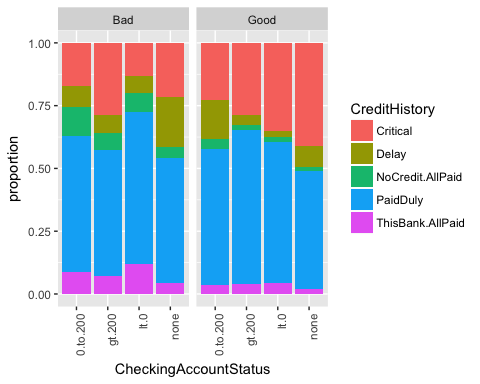 Bad Good
1.00
0.75
0.50
0.25
0.00
proportion
0.to.200
gt.200
lt.0
none
0.to.200
gt.200
lt.0
none
CheckingAccountStatus
CreditHistory
Critical
Delay
NoCredit.AllPaid
PaidDuly
ThisBank.AllPaid